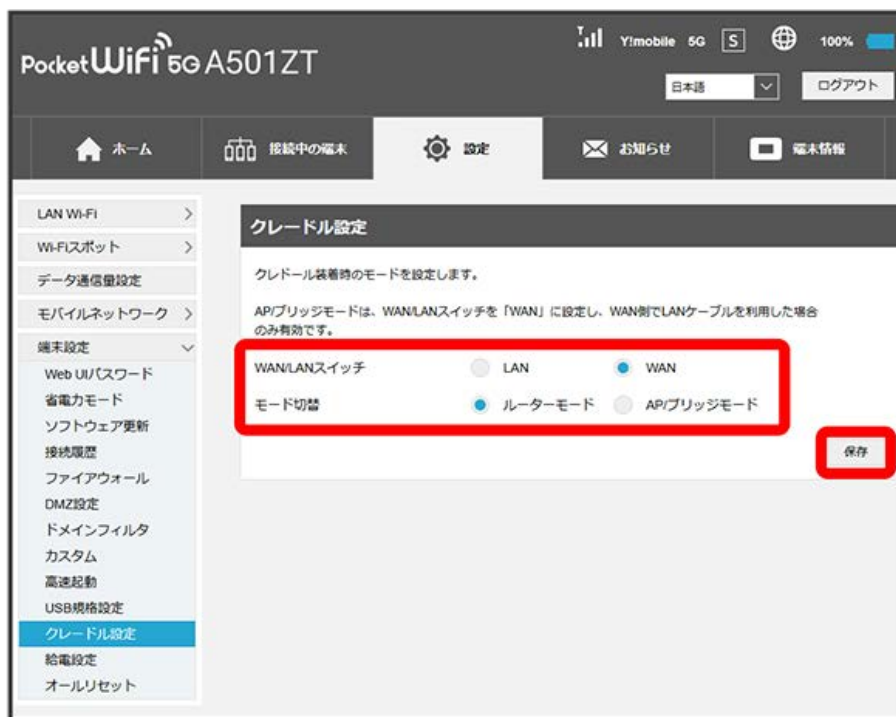 Pocket WiFi 5G A501ZT
Y!mobile 5G S 100%
日本語 ログアウト
ホーム 接続中の端末 設定 お知らせ 端末情報
LAN Wi-Fi
Wi-Fiスポット
データ通信量設定
モバイルネットワーク
端末設定
Web UIパスワード
省電力モード
ソフトウェア更新
接続履歴
ファイアウォール
DMZ設定
ドメインフィルタ
カスタム
高速起動
USB規格設定
クレードル設定
給電設定
オールリセット
クレードル設定
クレドール装着時のモードを設定します。
AP/ブリッジモードは、WAN/LANスイッチを「WAN」に設定し、WAN側でLANケーブルを利用した場合
のみ有効です。
WAN/LANスイッチ LAN WAN
モード切替 ルーターモード AP/ブリッジモード
保存